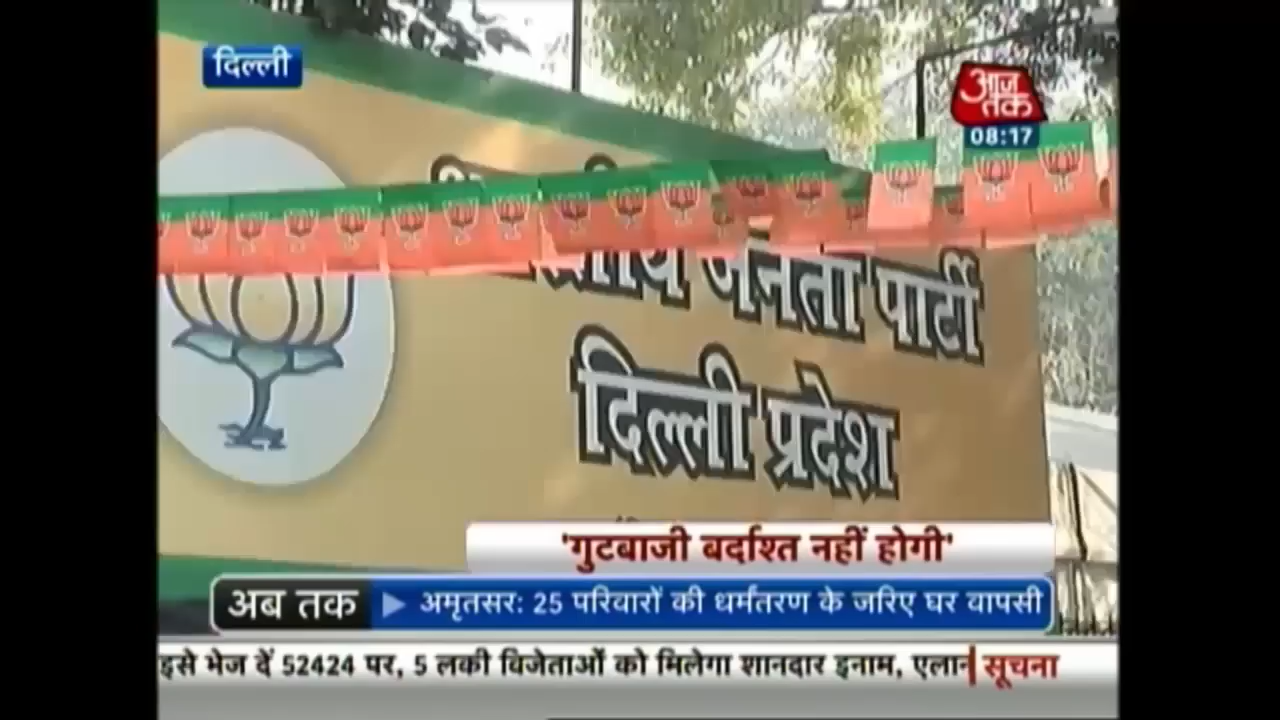 दिल्ली
आज
तक
08:17
जनता पार्टी
दिल्ली प्रदेश
'गुटबाजी बर्दाश्त नहीं होगी'
अब तक अमृतसर: 25 परिवारों की धर्मंतरण के जरिए घर वापसी
इसे भेज दें 52424 पर, 5 लकी विजेताओं को मिलेगा शानदार इनाम, एलान सूचना